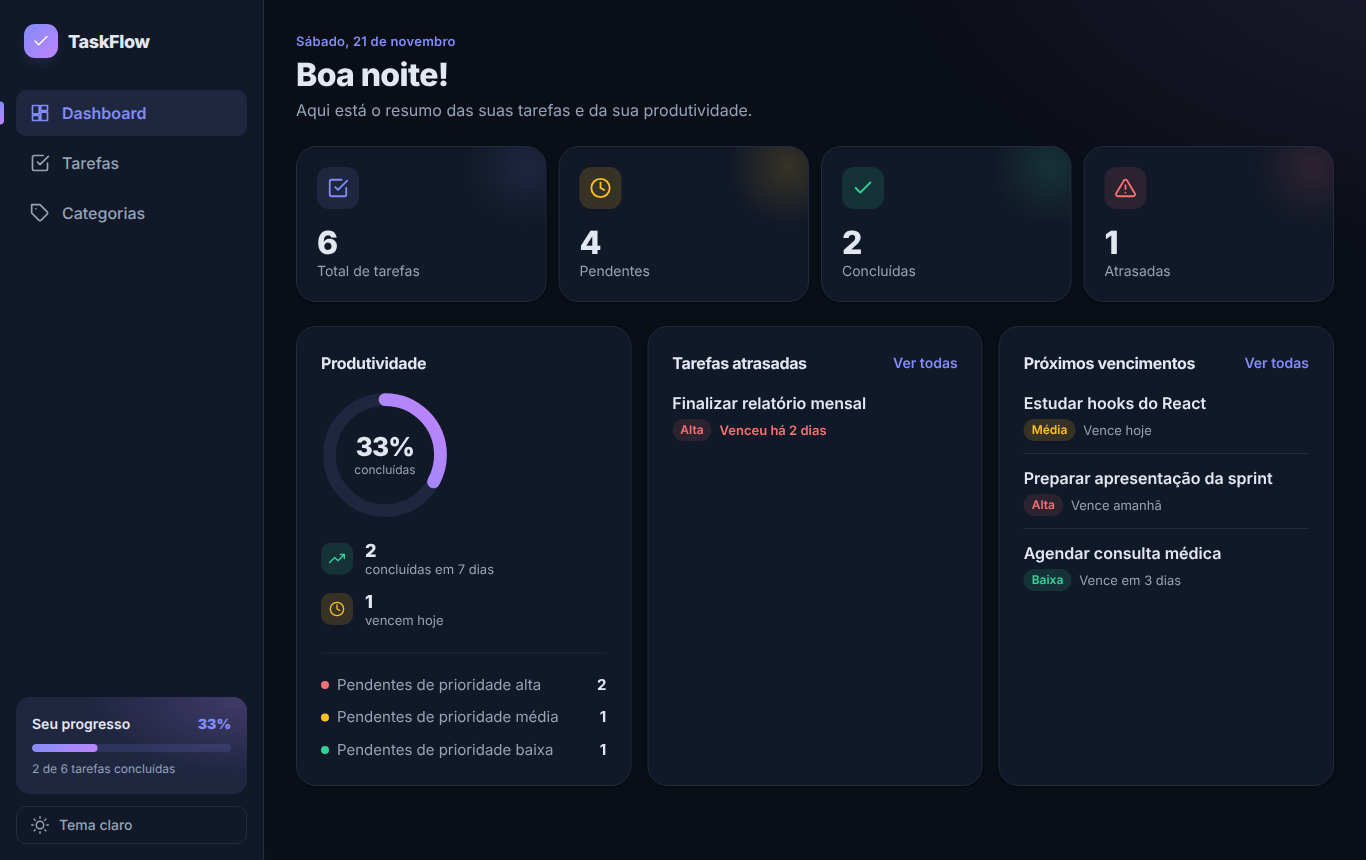 TaskFlow
Dashboard
Tarefas
Categorias
Seu progresso 33%
2 de 6 tarefas concluídas
Tema claro
Sábado, 21 de novembro
Boa noite!
Aqui está o resumo das suas tarefas e da sua produtividade.
6
Total de tarefas
4
Pendentes
2
Concluídas
1
Atrasadas
Produtividade
33%
concluídas
2
concluídas em 7 dias
1
vencem hoje
Pendentes de prioridade alta 2
Pendentes de prioridade média 1
Pendentes de prioridade baixa 1
Tarefas atrasadas Ver todas
Finalizar relatório mensal
Alta Venceu há 2 dias
Próximos vencimentos Ver todas
Estudar hooks do React
Média Vence hoje
Preparar apresentação da sprint
Alta Vence amanhã
Agendar consulta médica
Baixa Vence em 3 dias